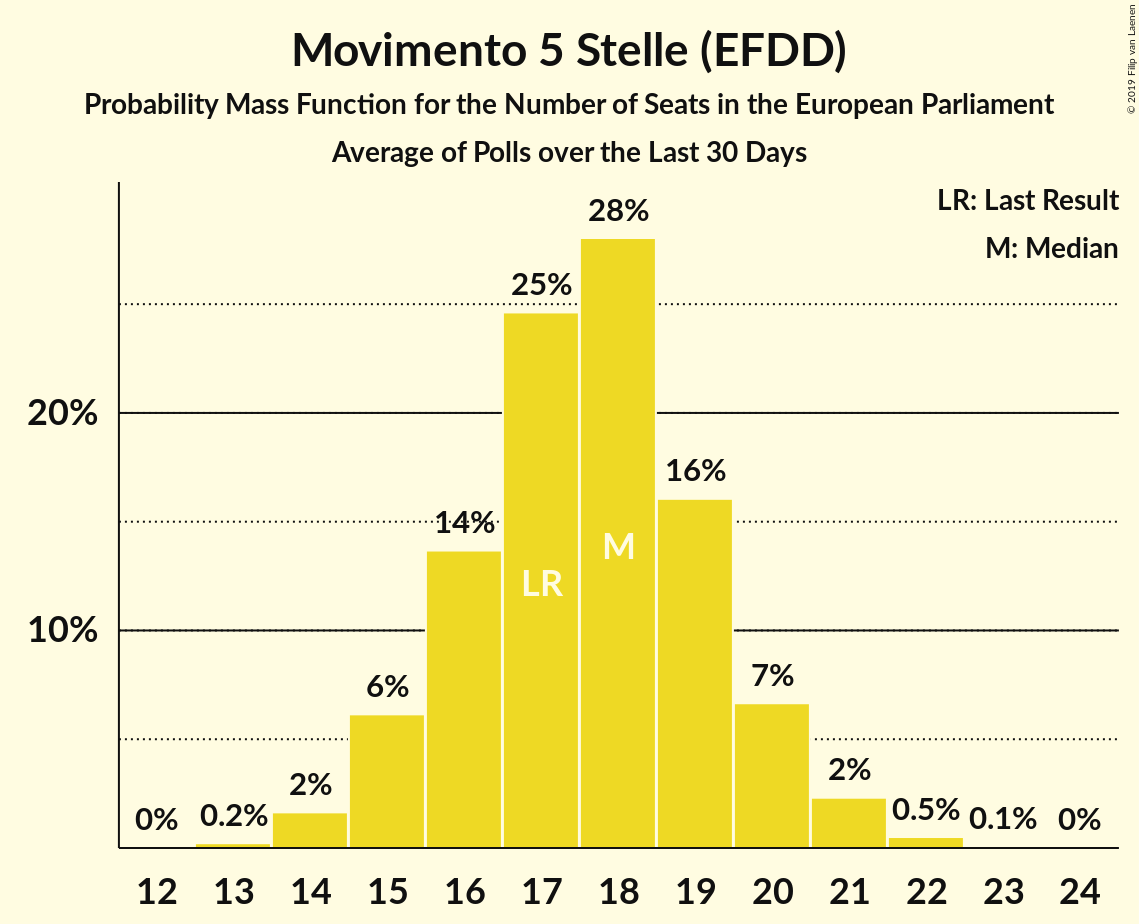 Movimento 5 Stelle (EFDD)
Probability Mass Function for the Number of Seats in the European Parliament
Average of Polls over the Last 30 Days
© 2019 Filip van Laenen
LR: Last Result
M: Median
28%
25%
20%
16%
14%
M
LR
10%
7%
6%
2%
2%
0%
0.2%
0.5%
0.1%
0%
12 13 14 15 16 17 18 19 20 21 22 23 24